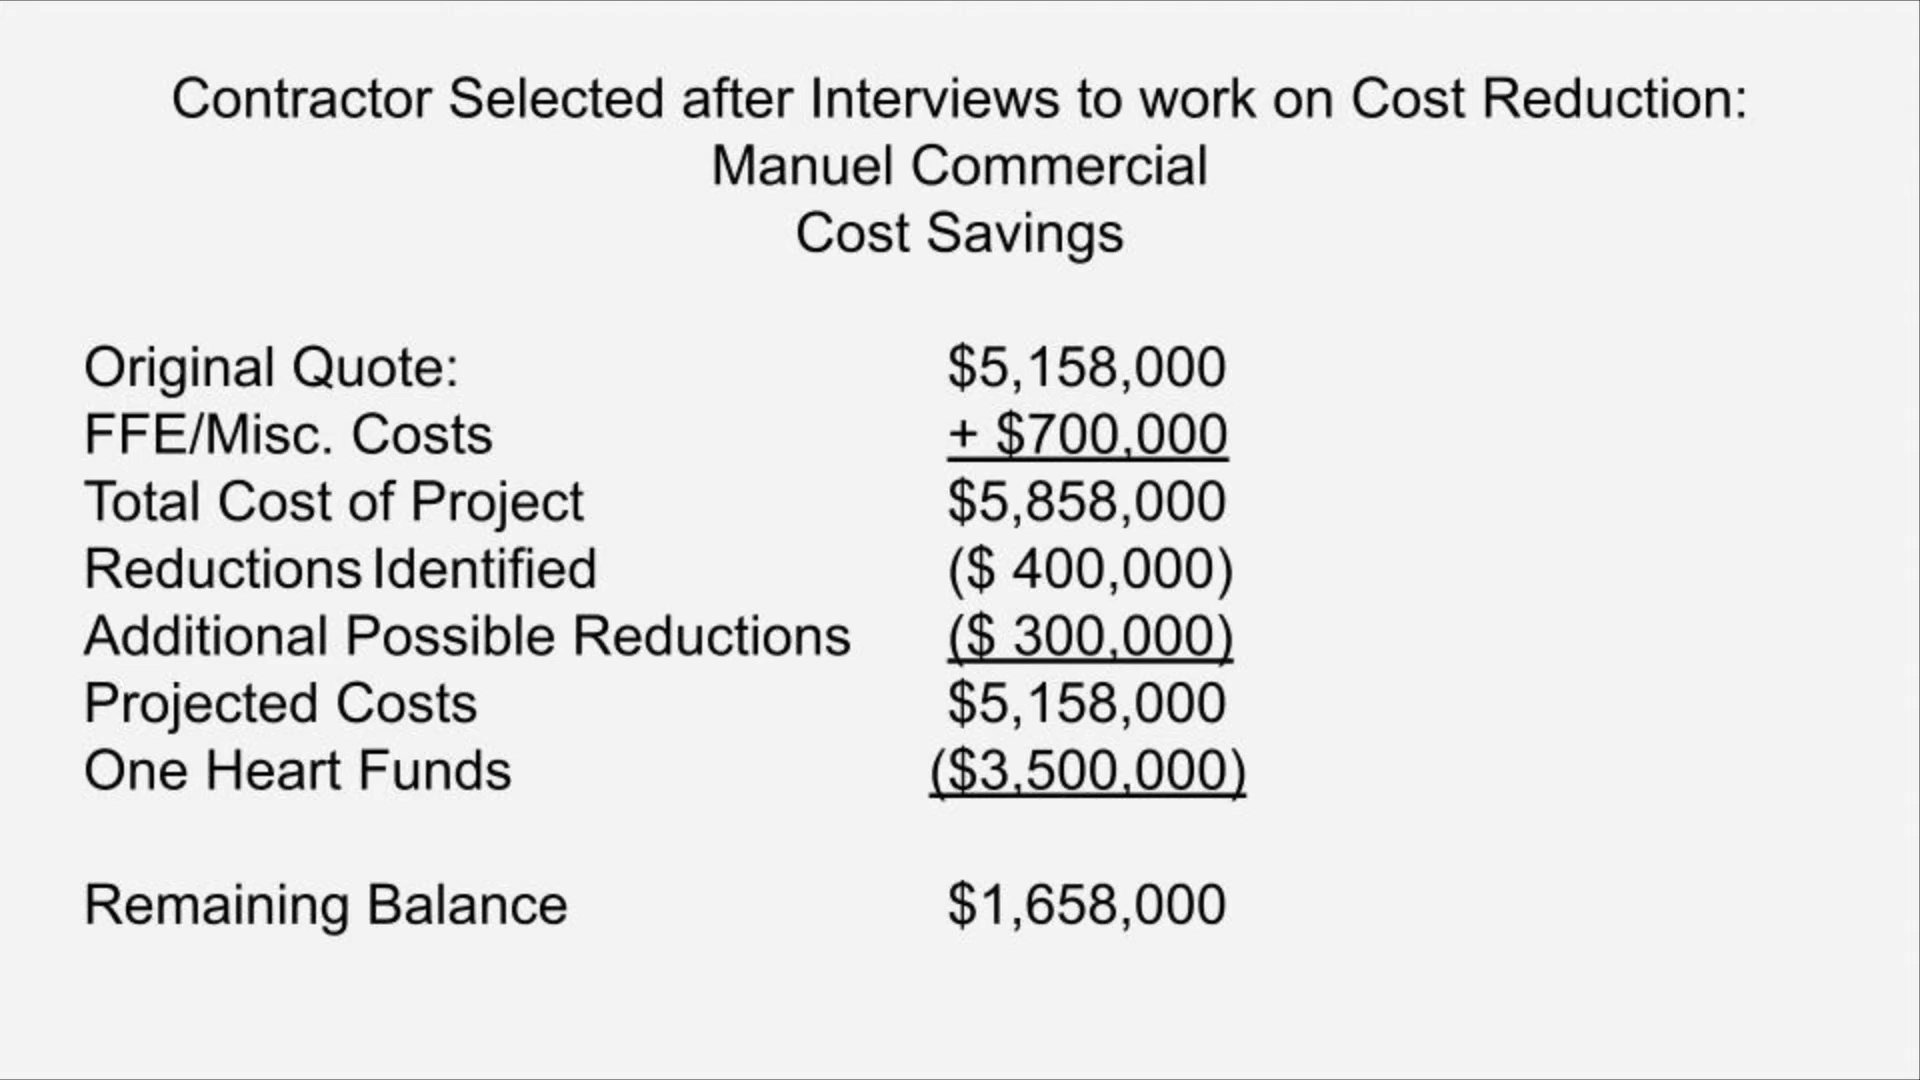 Contractor Selected after Interviews to work on Cost Reduction:
Manuel Commercial
Cost Savings
Original Quote: $5,158,000
FFE/Misc. Costs + $700,000
Total Cost of Project $5,858,000
Reductions Identified ($ 400,000)
Additional Possible Reductions ($ 300,000)
Projected Costs $5,158,000
One Heart Funds ($3,500,000)
Remaining Balance $1,658,000